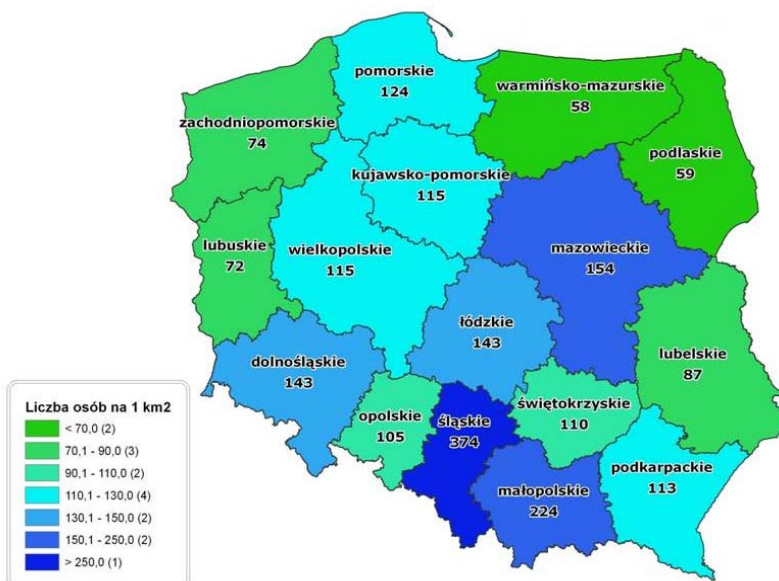 pomorskie
124
warmińsko-mazurskie
58
zachodniopomorskie
74
podlaskie
59
kujawsko-pomorskie
115
lubuskie
72
wielkopolskie
115
mazowieckie
154
łódzkie
143
dolnośląskie
143
lubelskie
87
opolskie
105
śląskie
374
świętokrzyskie
110
podkarpackie
113
małopolskie
224
Liczba osób na 1 km2
< 70,0 (2)
70,1 - 90,0 (3)
90,1 - 110,0 (2)
110,1 - 130,0 (4)
130,1 - 150,0 (2)
150,1 - 250,0 (2)
> 250,0 (1)